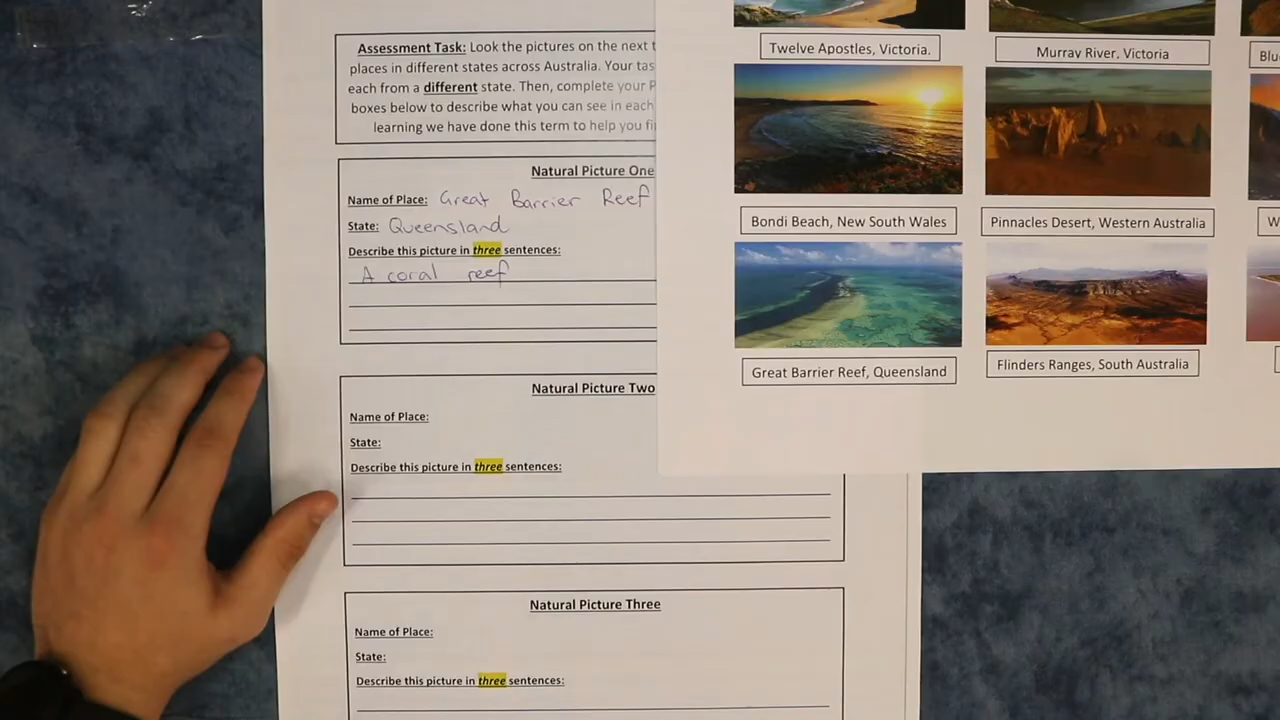 Assessment Task: Look the pictures on the next
places in different states across Australia. Your
each from a different state. Then, complete your
boxes below to describe what you can see in each
learning we have done this term to help you
Natural Picture One
Name of Place: Great Barrier Reef
State: Queensland
Describe this picture in three sentences:
A coral reef
Natural Picture Two
Name of Place:
State:
Describe this picture in three sentences:
Natural Picture Three
Name of Place:
State:
Describe this picture in three sentences:
Twelve Apostles, Victoria.
Murray River, Victoria
Bondi Beach, New South Wales
Pinnacles Desert, Western Australia
Great Barrier Reef, Queensland
Flinders Ranges, South Australia